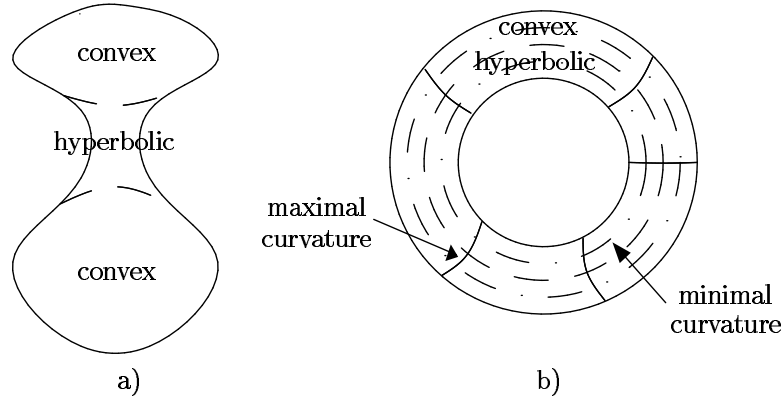 convex
hyperbolic
convex
a)
convex
hyperbolic
maximal
curvature
minimal
curvature
b)